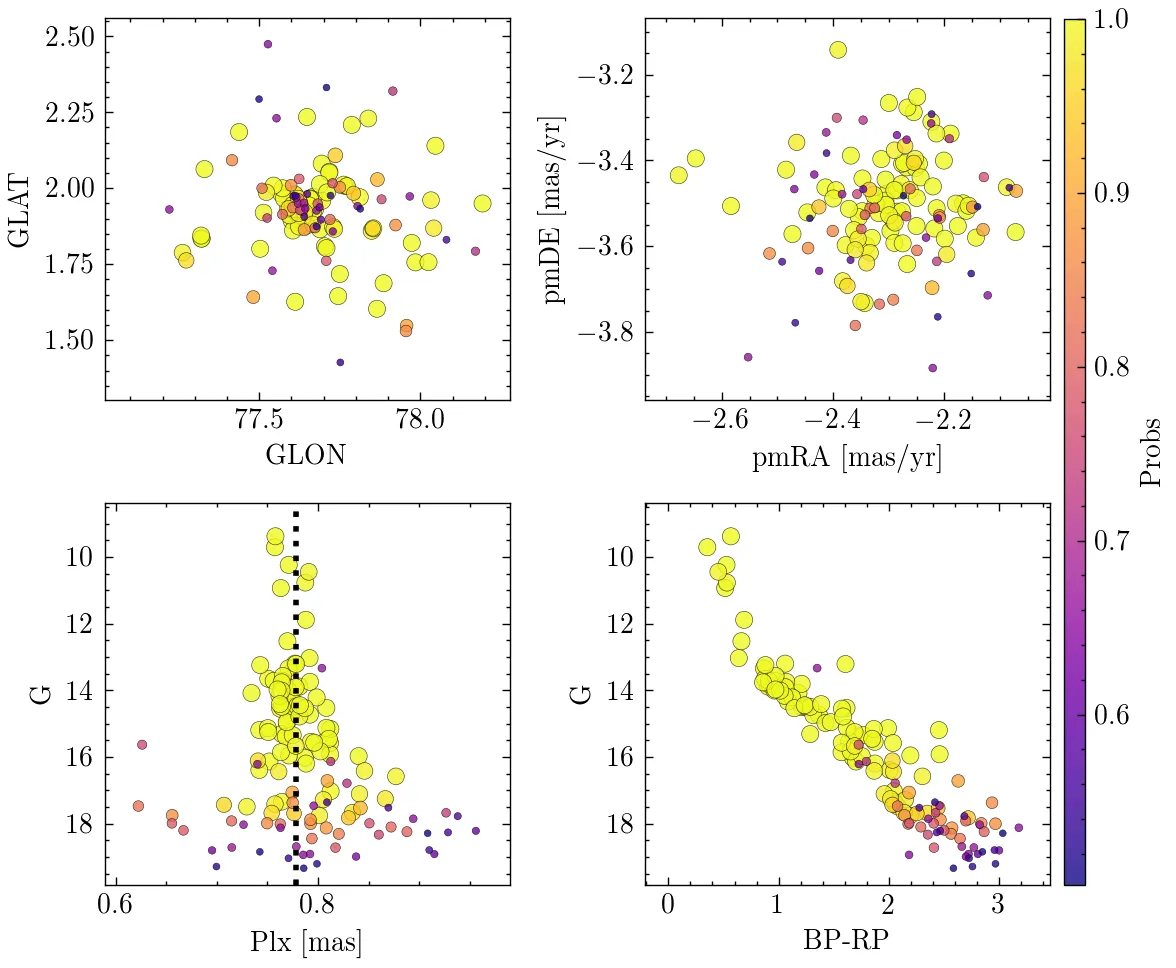 2.50
2.25
2.00
1.75
1.50
GLAT
77.5 78.0
GLON
−3.2
−3.4
−3.6
−3.8
pmDE [mas/yr]
−2.6 −2.4 −2.2
pmRA [mas/yr]
10
12
14
16
18
G
0.6 0.8
Plx [mas]
10
12
14
16
18
G
0 1 2 3
BP-RP
1.0
0.9
0.8
0.7
0.6
Probs